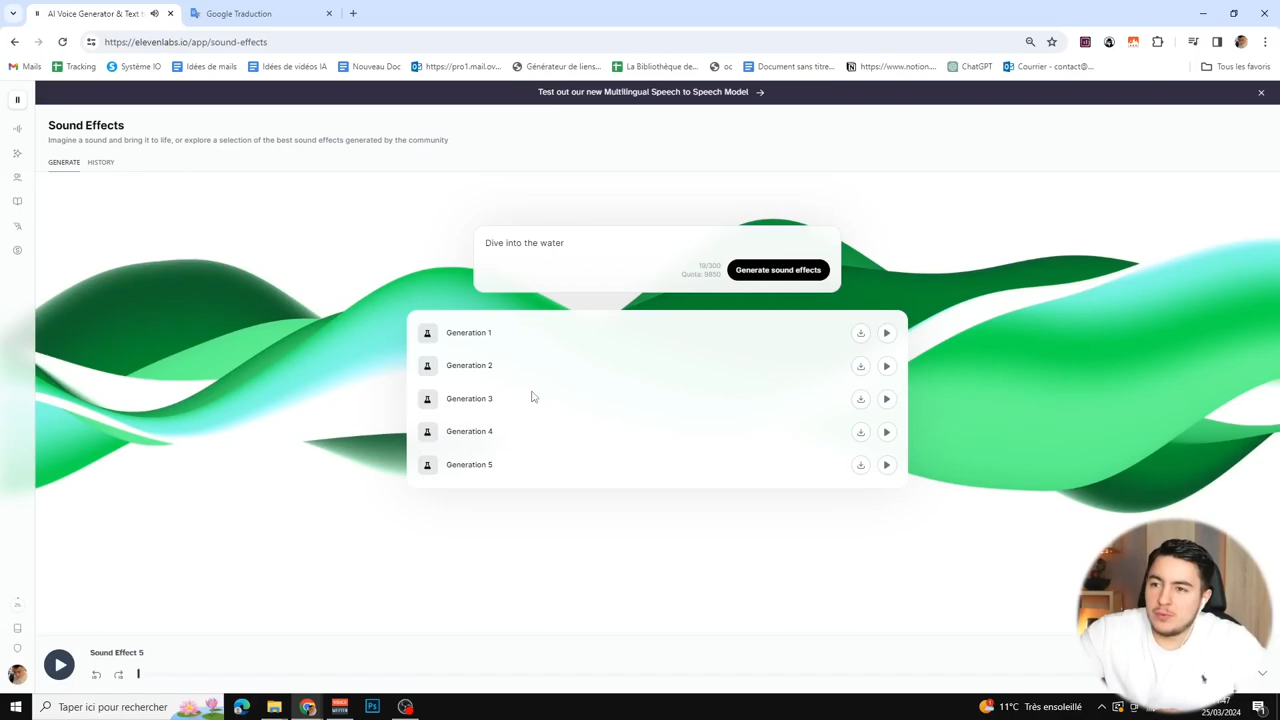 AI Voice Generator & Text t
Google Traduction
https://elevenlabs.io/app/sound-effects
Mails
Tracking
Système IO
Idées de mails
Idées de vidéos IA
Nouveau Doc
https://pro1.mail.ov...
Générateur de liens...
La Bibliothèque de...
oc
Document sans titre...
https://www.notion...
ChatGPT
Courrier - contact@...
Tous les favoris
Test out our new Multilingual Speech to Speech Model →
Sound Effects
Imagine a sound and bring it to life, or explore a selection of the best sound effects generated by the community
GENERATE HISTORY
Dive into the water
19/300
Quota: 9850
Generate sound effects
Generation 1
Generation 2
Generation 3
Generation 4
Generation 5
Sound Effect 5
Taper ici pour rechercher
Ps
11°C Très ensoleillé
:47
25/03/2024